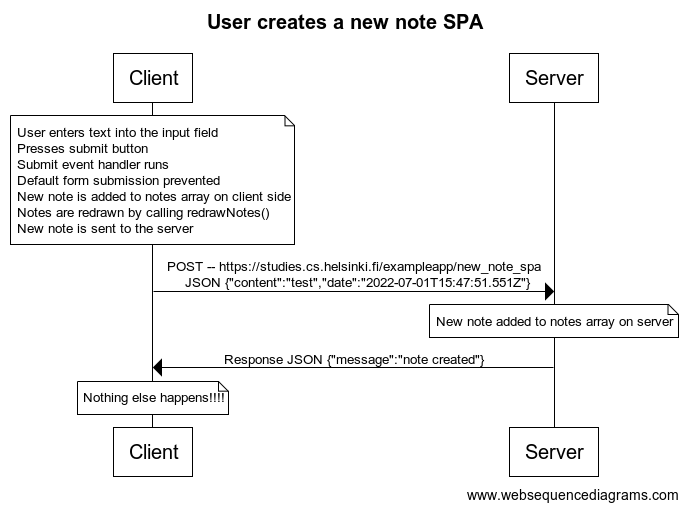 User creates a new note SPA
Client
Server
User enters text into the input field
Presses submit button
Submit event handler runs
Default form submission prevented
New note is added to notes array on client side
Notes are redrawn by calling redrawNotes()
New note is sent to the server
POST -- https://studies.cs.helsinki.fi/exampleapp/new_note_spa
JSON {"content":"test","date":"2022-07-01T15:47:51.551Z"}
New note added to notes array on server
Response JSON {"message":"note created"}
Nothing else happens!!!!
Client
Server
www.websequencediagrams.com